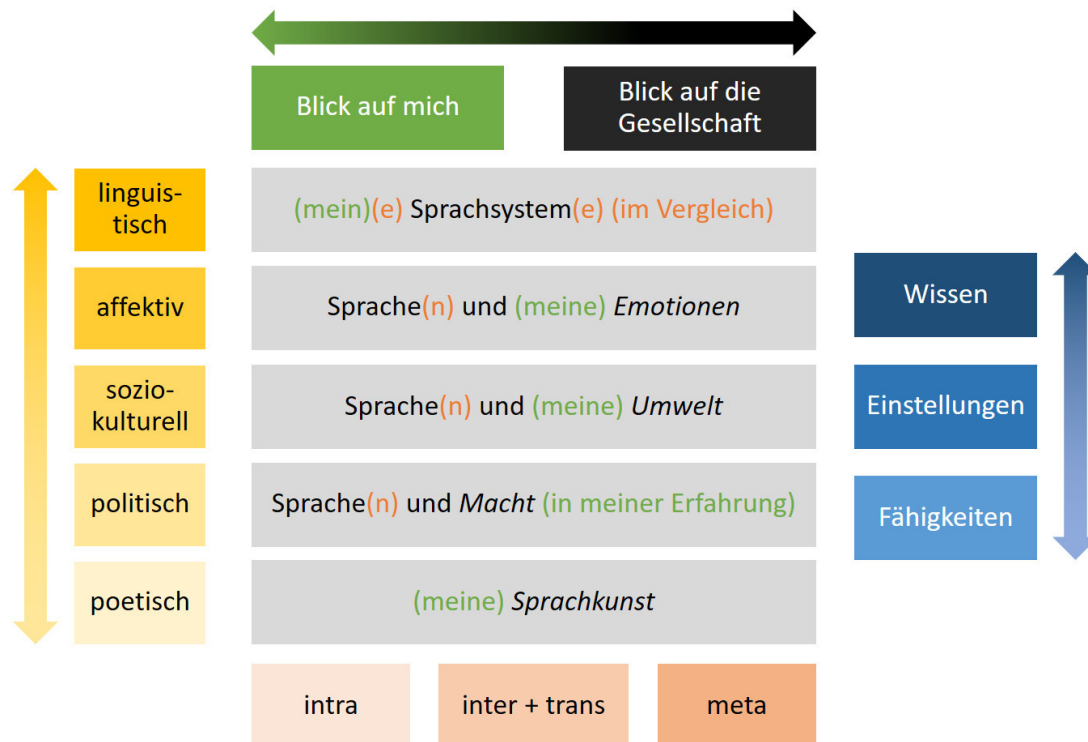 Blick auf mich
Blick auf die
Gesellschaft
linguis-
tisch
(mein)(e) Sprachsystem(e) (im Vergleich)
affektiv
Sprache(n) und (meine) Emotionen
Wissen
sozio-
kulturell
Sprache(n) und (meine) Umwelt
Einstellungen
politisch
Sprache(n) und Macht (in meiner Erfahrung)
Fähigkeiten
poetisch
(meine) Sprachkunst
intra
inter + trans
meta